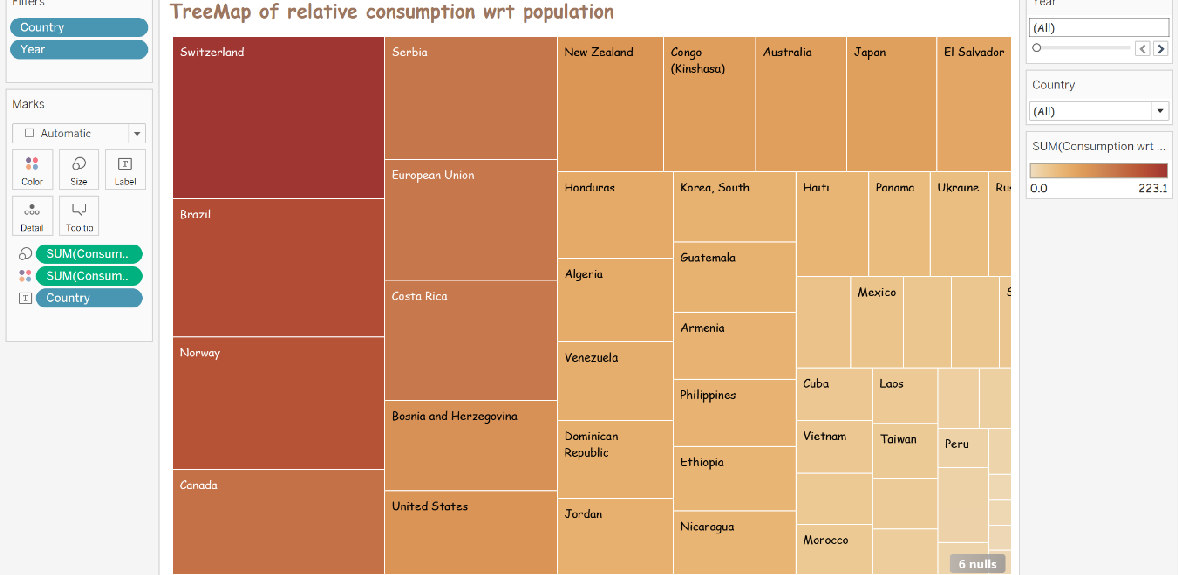 Filters
Country
Year
Marks
Automatic
Color
Size
Label
Detail
Tooltip
SUM(Consum..
SUM(Consum..
Country
TreeMap of relative consumption wrt population
Switzerland
Brazil
Norway
Canada
Serbia
European Union
Costa Rica
Bosnia and Herzegovina
United States
New Zealand
Congo
(Kinshasa)
Australia
Japan
El Salvador
Honduras
Algeria
Venezuela
Dominican
Republic
Jordan
Korea, South
Guatemala
Armenia
Philippines
Ethiopia
Nicaragua
Haiti
Panama
Ukraine
Mexico
Cuba
Laos
Vietnam
Taiwan
Peru
Morocco
6 nulls
Year
(All)
Country
(All)
SUM(Consumption wrt ...
0.0
223.1